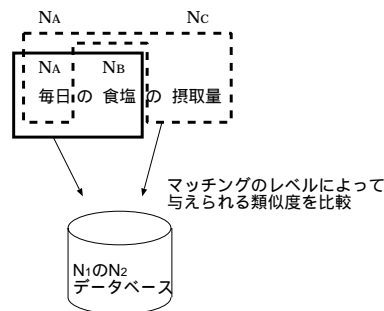 NA NC
NA NB
毎日 の 食塩 の 摂取量
マッチングのレベルによって
与えられる類似度を比較
N1のN2
データベース